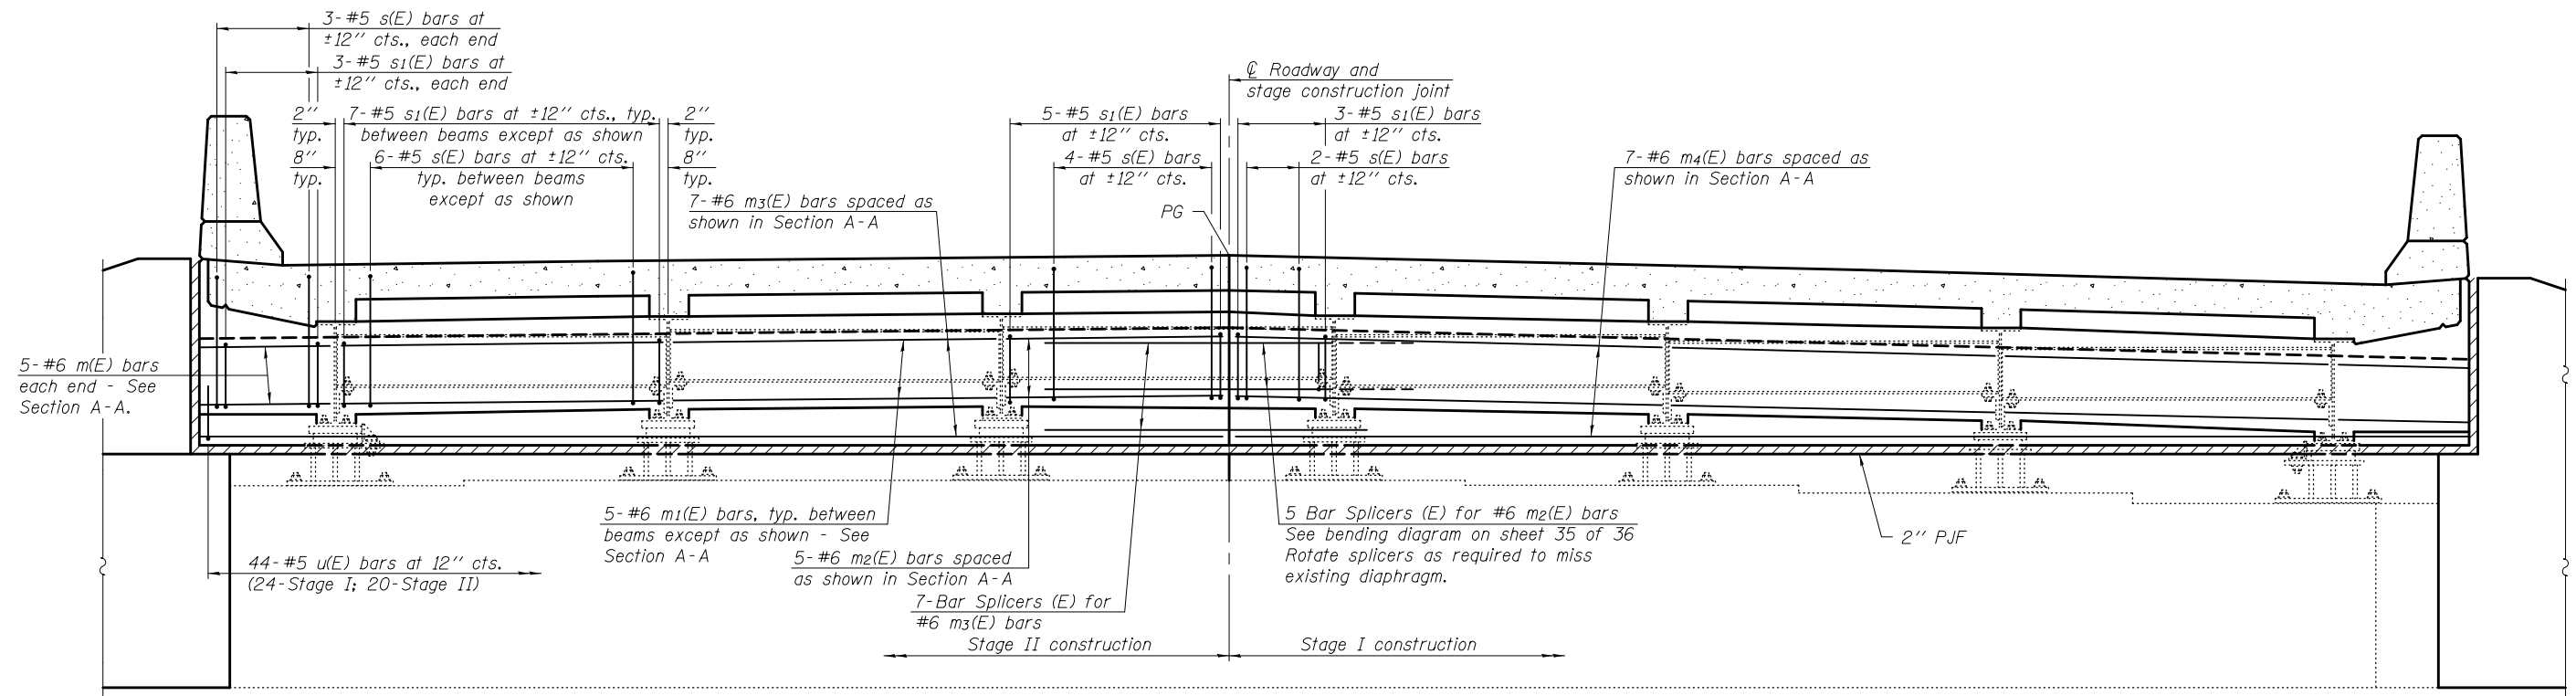 3-#5 s(E) bars at
±12" cts., each end
3-#5 s1(E) bars at
±12" cts., each end
2"
typ.
7-#5 s1(E) bars at ±12" cts., typ.
between beams except as shown
2"
typ.
8"
typ.
6-#5 s(E) bars at ±12" cts.
typ. between beams
except as shown
8"
typ.
7-#6 m3(E) bars spaced as
shown in Section A-A
5-#5 s1(E) bars
at ±12" cts.
4-#5 s(E) bars
at ±12" cts.
℄ Roadway and
stage construction joint
3-#5 s1(E) bars
at ±12" cts.
2-#5 s(E) bars
at ±12" cts.
PG
7-#6 m4(E) bars spaced as
shown in Section A-A
5-#6 m(E) bars
each end - See
Section A-A.
44-#5 u(E) bars at 12" cts.
(24-Stage I; 20-Stage II)
5-#6 m1(E) bars, typ. between
beams except as shown - See
Section A-A
5-#6 m2(E) bars spaced
as shown in Section A-A
7-Bar Splicers (E) for
#6 m3(E) bars
5 Bar Splicers (E) for #6 m2(E) bars
See bending diagram on sheet 35 of 36
Rotate splicers as required to miss
existing diaphragm.
2" PJF
Stage II construction
Stage I construction